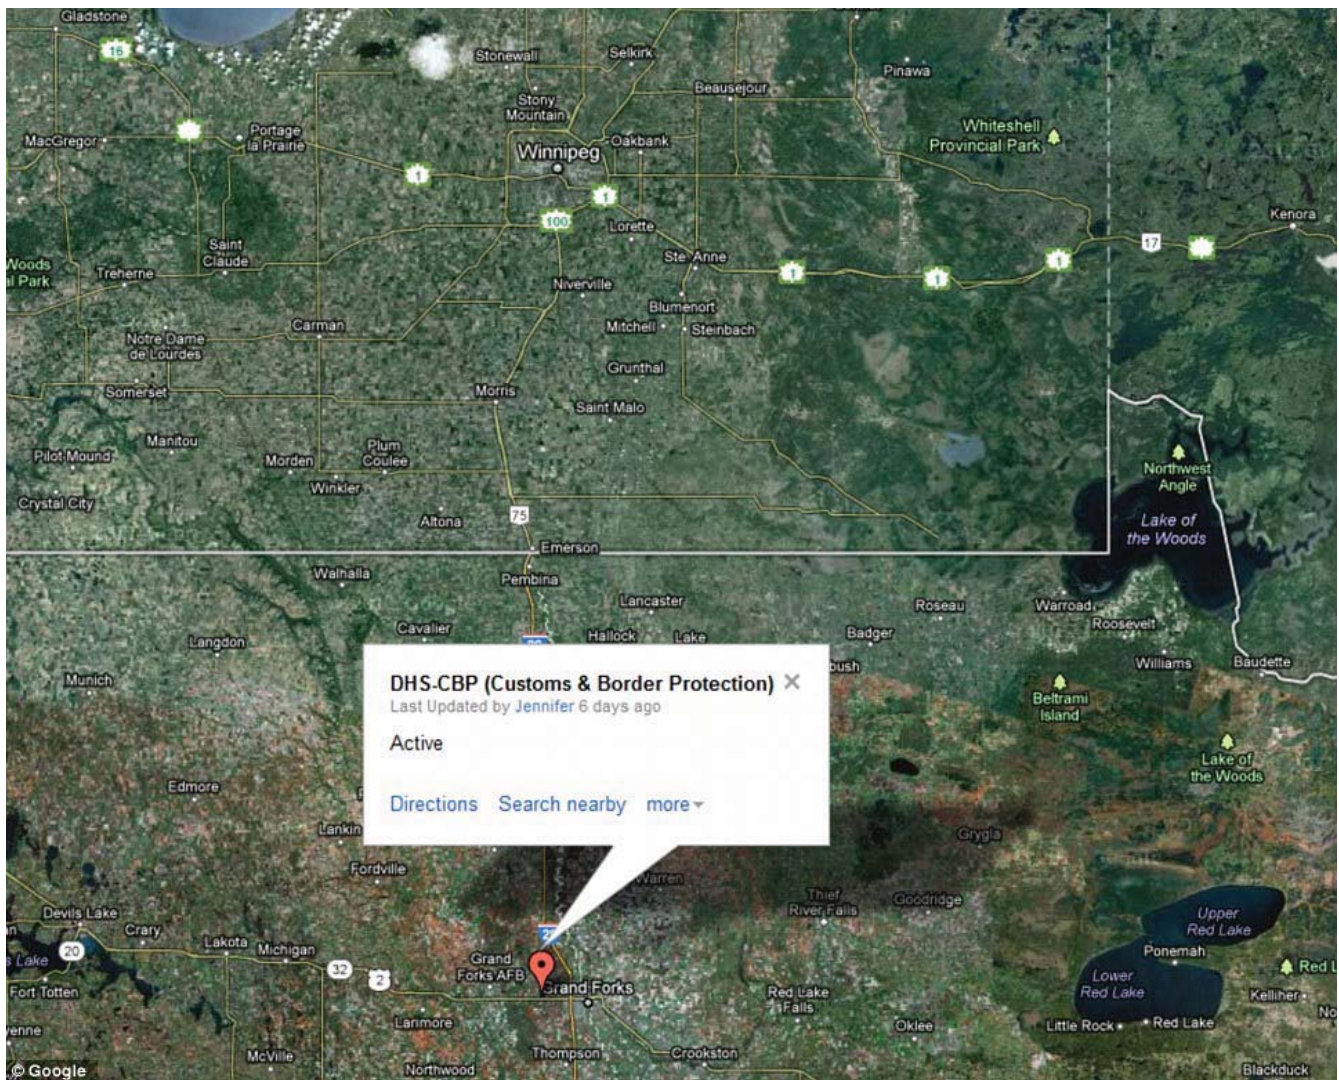 Gladstone
16
Stonewall
Selkirk
Pinawa
Beausejour
Stony
Mountain
MacGregor
Portage
la Prairie
Oakbank
Whiteshell
Provincial Park
Winnipeg
1
1
100
Lorette
Kenora
17
Saint
Claude
Woods
al Park
Treherne
Ste. Anne
1
1
1
Niverville
Blumenort
Carman
Mitchell
Steinbach
Notre Dame
de Lourdes
Grunthal
Somerset
Morris
Saint Malo
Manitou
Plum
Coulee
Pilot Mound
Morden
Winkler
Northwest
Angle
Crystal City
Altona
75
Lake of
the Woods
Emerson
Walhalla
Pembina
Lancaster
Roseau
Warroad
Roosevelt
Cavalier
Hallock
Lake
Badger
Langdon
bush
Williams
Baudette
Munich
DHS-CBP (Customs & Border Protection)
Last Updated by Jennifer 6 days ago
Active
Directions Search nearby more
Beltrami
Island
Lake of
the Woods
Edmore
Lankin
Grygla
Fordville
Warren
Thief
River Falls
Goodridge
Devils Lake
Crary
Upper
Red Lake
20
Lakota
Michigan
s Lake
32
2
Grand
Forks AFB
Ponemah
Lower
Red Lake
Red L
Fort Totten
Grand Forks
Red Lake
Falls
Kelliher
No
Larimore
Oklee
Little Rock
Red Lake
yenne
McVille
Thompson
Crookston
Northwood
Blackduck
© Google